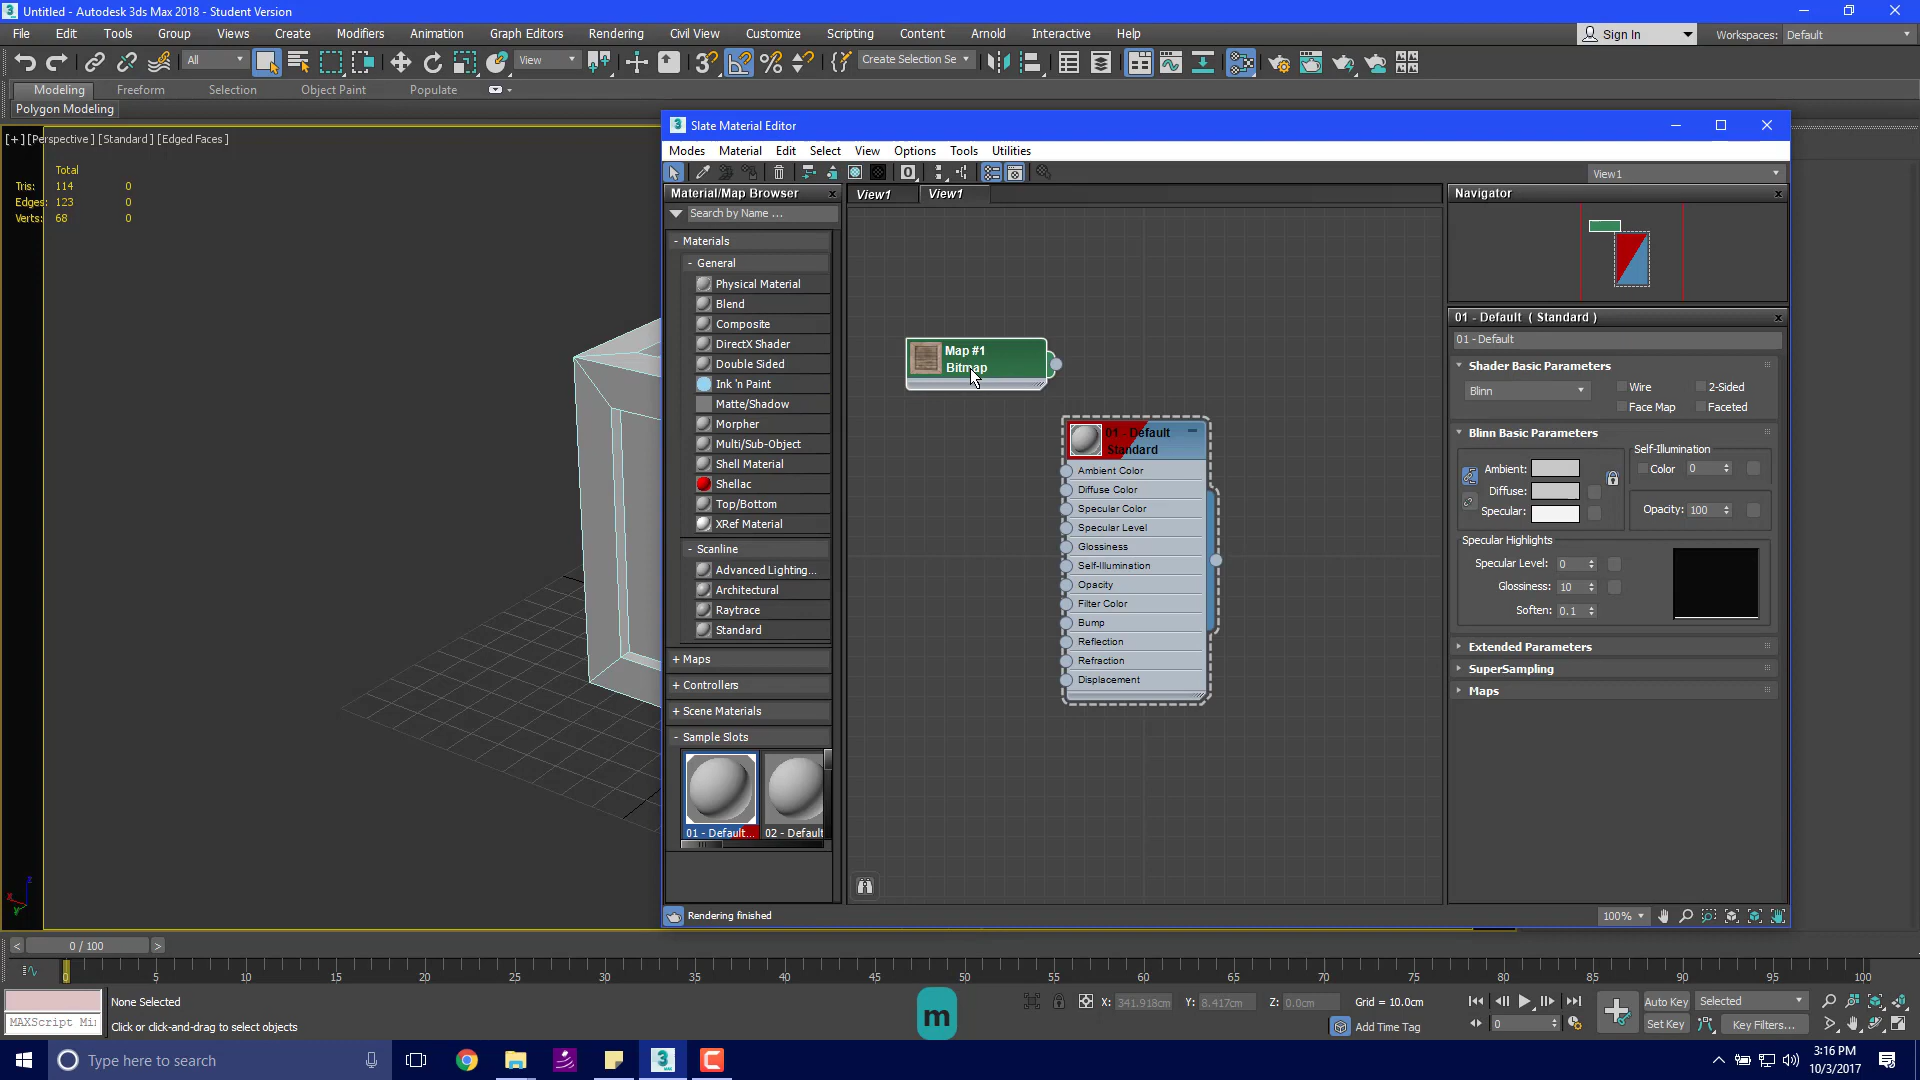 Untitled - Autodesk 3ds Max 2018 - Student Version
File Edit Tools Group Views Create Modifiers Animation Graph Editors Rendering Civil View Customize Scripting Content Arnold Interactive Help
Sign In
Workspaces: Default
All
View
Create Selection Se
Modeling Freeform Selection Object Paint Populate
Polygon Modeling
[+] [Perspective ] [Standard ] [Edged Faces ]
Total
Tris: 114 0
Edges: 123 0
Verts: 68 0
Slate Material Editor
Modes Material Edit Select View Options Tools Utilities
View1
Material/Map Browser
Search by Name ...
- Materials
- General
Physical Material
Blend
Composite
DirectX Shader
Double Sided
Ink 'n Paint
Matte/Shadow
Morpher
Multi/Sub-Object
Shell Material
Shellac
Top/Bottom
XRef Material
- Scanline
Advanced Lighting...
Architectural
Raytrace
Standard
+ Maps
+ Controllers
+ Scene Materials
- Sample Slots
01 - Default... 02 - Default
View1 View1
Map #1
Bitmap
01 - Default
Standard
Ambient Color
Diffuse Color
Specular Color
Specular Level
Glossiness
Self-Illumination
Opacity
Filter Color
Bump
Reflection
Refraction
Displacement
Navigator
01 - Default ( Standard )
01 - Default
Shader Basic Parameters
Blinn
Wire 2-Sided
Face Map Faceted
Blinn Basic Parameters
Self-Illumination
Ambient: Color 0
Diffuse:
Specular: Opacity: 100
Specular Highlights
Specular Level: 0
Glossiness: 10
Soften: 0.1
Extended Parameters
SuperSampling
Maps
Rendering finished
100%
0 / 100
0 5 10 15 20 25 30 35 40 45 50 55 60 65 70 75 80 85 90 95 100
None Selected
MAXScript Mi
Click or click-and-drag to select objects
m
X: 341.918cm Y: 8.417cm Z: 0.0cm Grid = 10.0cm
Add Time Tag
0
Auto Key Selected
Set Key Key Filters...
Type here to search
3:16 PM
10/3/2017